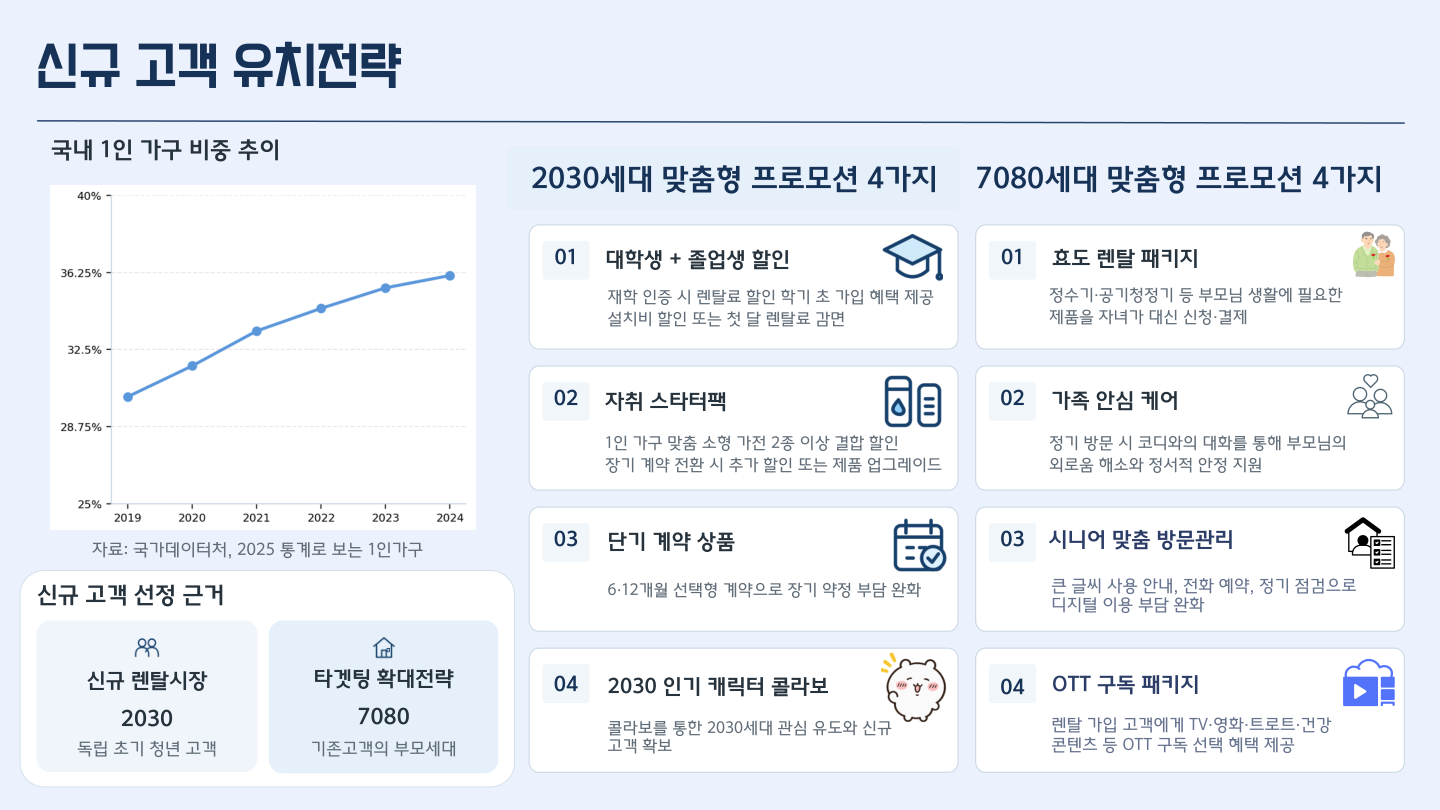 신규 고객 유치전략
국내 1인 가구 비중 추이
40%
36.25%
32.5%
28.75%
25%
2019 2020 2021 2022 2023 2024
자료: 국가데이터처, 2025 통계로 보는 1인가구
신규 고객 선정 근거
신규 렌탈시장
2030
독립 초기 청년 고객
타겟팅 확대전략
7080
기존고객의 부모세대
2030세대 맞춤형 프로모션 4가지
01 대학생 + 졸업생 할인
재학 인증 시 렌탈료 할인 학기 초 가입 혜택 제공
설치비 할인 또는 첫 달 렌탈료 감면
02 자취 스타터팩
1인 가구 맞춤 소형 가전 2종 이상 결합 할인
장기 계약 전환 시 추가 할인 또는 제품 업그레이드
03 단기 계약 상품
6·12개월 선택형 계약으로 장기 약정 부담 완화
04 2030 인기 캐릭터 콜라보
콜라보를 통한 2030세대 관심 유도와 신규
고객 확보
7080세대 맞춤형 프로모션 4가지
01 효도 렌탈 패키지
정수기·공기청정기 등 부모님 생활에 필요한
제품을 자녀가 대신 신청·결제
02 가족 안심 케어
정기 방문 시 코디와의 대화를 통해 부모님의
외로움 해소와 정서적 안정 지원
03 시니어 맞춤 방문관리
큰 글씨 사용 안내, 전화 예약, 정기 점검으로
디지털 이용 부담 완화
04 OTT 구독 패키지
렌탈 가입 고객에게 TV·영화·트로트·건강
콘텐츠 등 OTT 구독 선택 혜택 제공